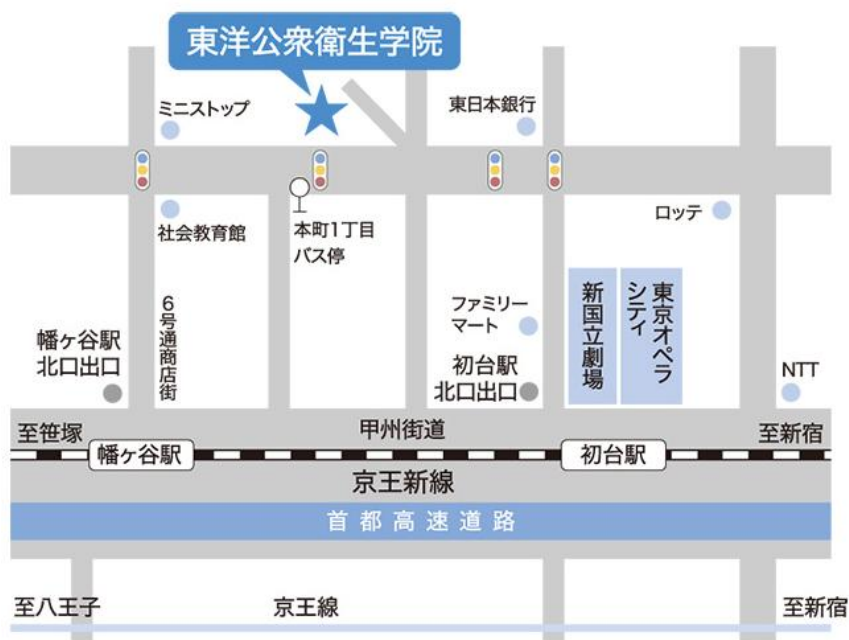 東洋公衆衛生学院
ミニストップ
東日本銀行
社会教育館
本町1丁目
バス停
ロッテ
6号通商店街
幡ヶ谷駅
北口出口
ファミリー
マート
初台駅
北口出口
新国立劇場
東京オペラ
シティ
NTT
至笹塚
甲州街道
至新宿
幡ヶ谷駅
初台駅
京王新線
首都高速道路
至八王子
京王線
至新宿